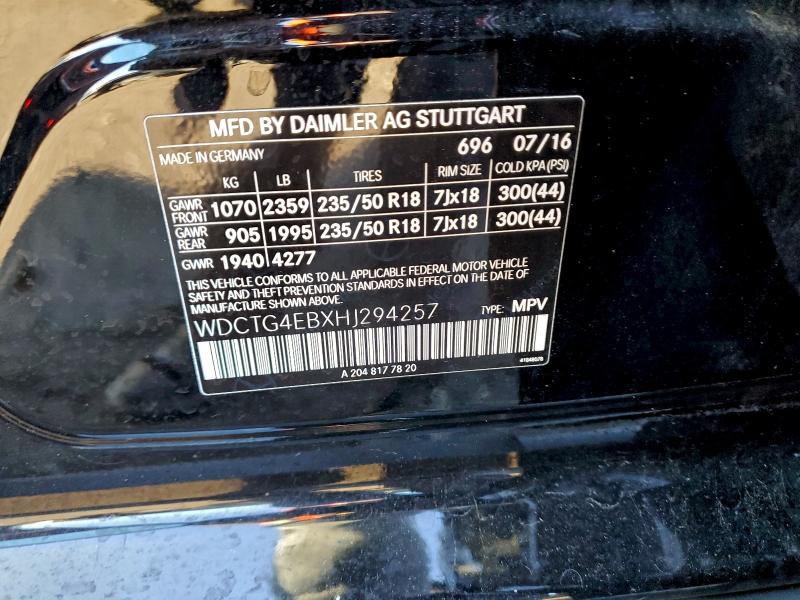 MFD BY DAIMLER AG STUTTGART
MADE IN GERMANY 696 07/16
KG LB TIRES RIM SIZE COLD KPA (PSI)
GAWR FRONT 1070 2359 235/50 R18 7Jx18 300(44)
GAWR REAR 905 1995 235/50 R18 7Jx18 300(44)
GVWR 1940 4277
THIS VEHICLE CONFORMS TO ALL APPLICABLE FEDERAL MOTOR VEHICLE
SAFETY AND THEFT PREVENTION STANDARDS IN EFFECT ON THE DATE OF
MANUFACTURE SHOWN ABOVE.
WDCTG4EBXHJ294257 TYPE: MPV
A 204 817 78 20